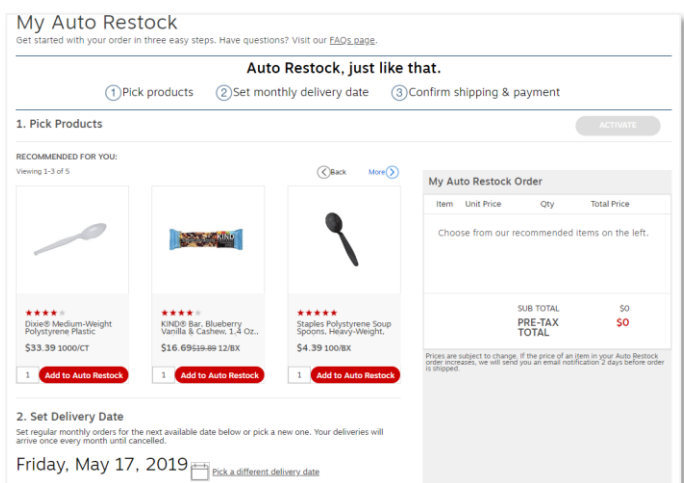 My Auto Restock
Get started with your order in three easy steps. Have questions? Visit our FAQs page.
Auto Restock, just like that.
1 Pick products 2 Set monthly delivery date 3 Confirm shipping & payment
1. Pick Products
ACTIVATE
RECOMMENDED FOR YOU:
Viewing 1-3 of 5
Back More
KIND
Dixie® Medium-Weight
Polystyrene Plastic
$33.39 1000/CT
1 Add to Auto Restock
KIND® Bar, Blueberry
Vanilla & Cashew, 1.4 Oz.,
$16.69 $19.89 12/BX
1 Add to Auto Restock
Staples Polystyrene Soup
Spoons, Heavy-Weight,
$4.39 100/BX
1 Add to Auto Restock
My Auto Restock Order
Item Unit Price Qty Total Price
Choose from our recommended items on the left.
SUB TOTAL $0
PRE-TAX
TOTAL $0
Prices are subject to change. If the price of an item in your Auto Restock
order increases, we will send you an email notification 2 days before order
is shipped.
2. Set Delivery Date
Set regular monthly orders for the next available date below or pick a new one. Your deliveries will
arrive once every month until cancelled.
Friday, May 17, 2019 Pick a different delivery date